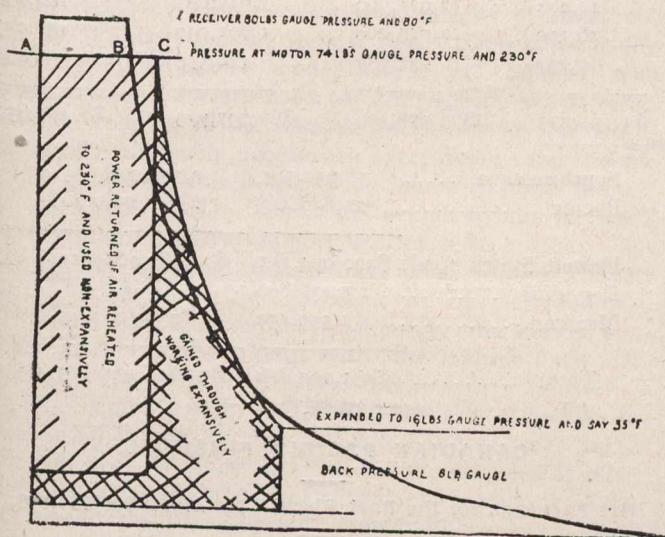 RECEIVER 80LBS GAUGE PRESSURE AND 80°F
A B C
PRESSURE AT MOTOR 74LBS GAUGE PRESSURE AND 230°F
POWER RETURNED IF AIR REHEATED
TO 230°F AND USED NON EXPANSIVELY
GAINED THROUGH
WORKING EXPANSIVELY
EXPANDED TO 16LBS GAUGE PRESSURE AND SAY 35°F
BACK PRESSURE 8LB GAUGE